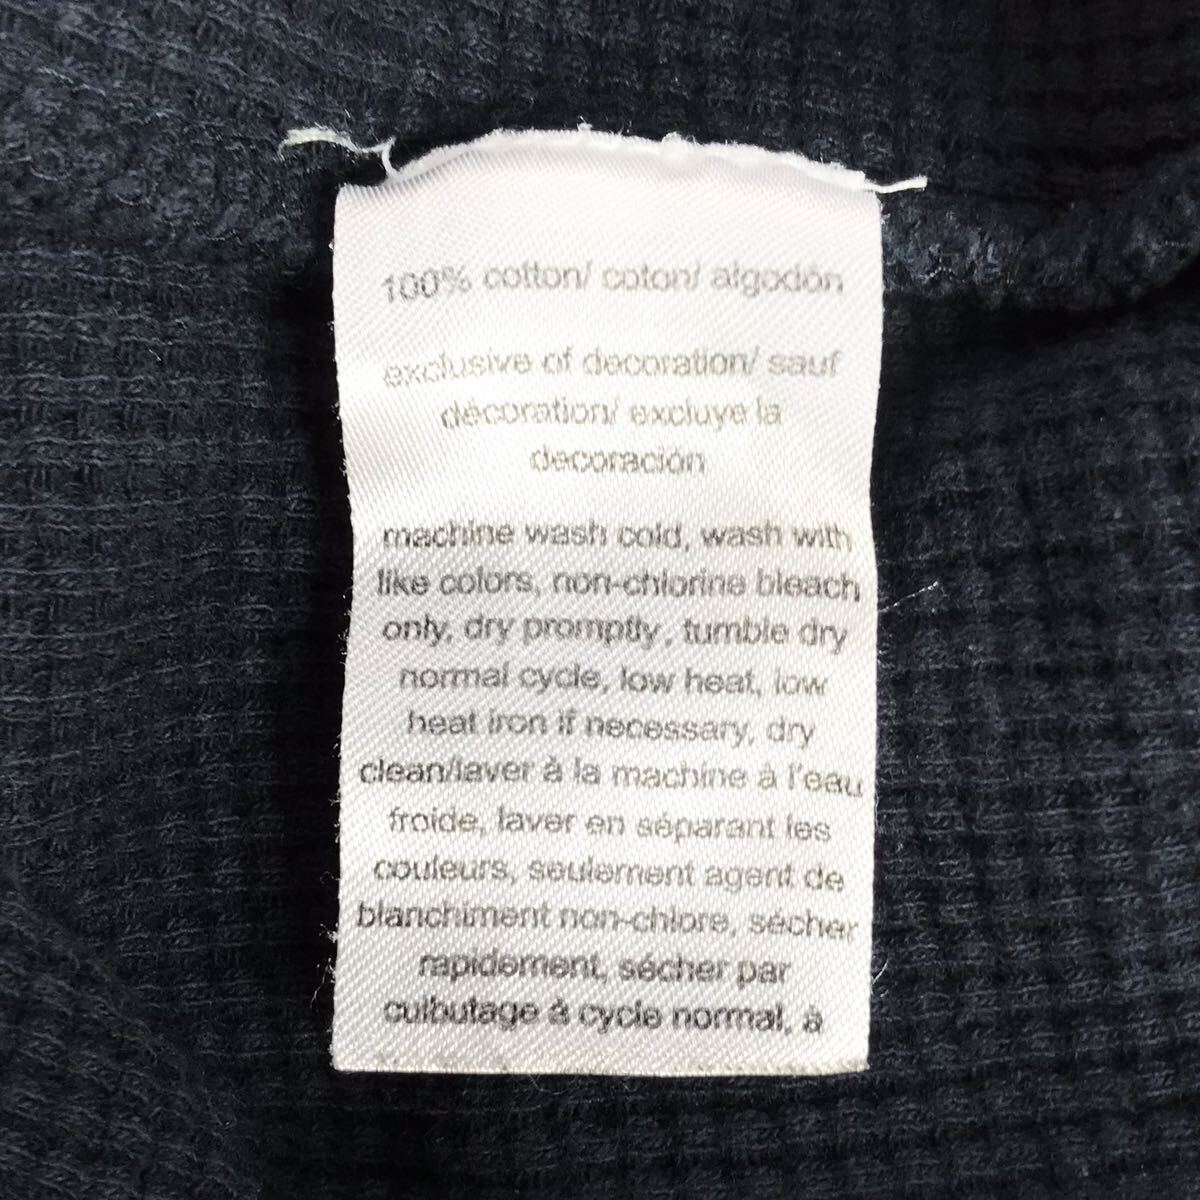 100% cotton/ coton/ algodón
exclusive of decoration/ sauf
décoration/ excluye la
decoración
machine wash cold, wash with
like colors, non-chlorine bleach
only, dry promptly, tumble dry
normal cycle, low heat, low
heat iron if necessary, dry
clean/laver à la machine à l'eau
froide, laver en séparant les
couleurs, seulement agent de
blanchiment non-chlore, sécher
rapidement, sécher par
culbutage à cycle normal, à